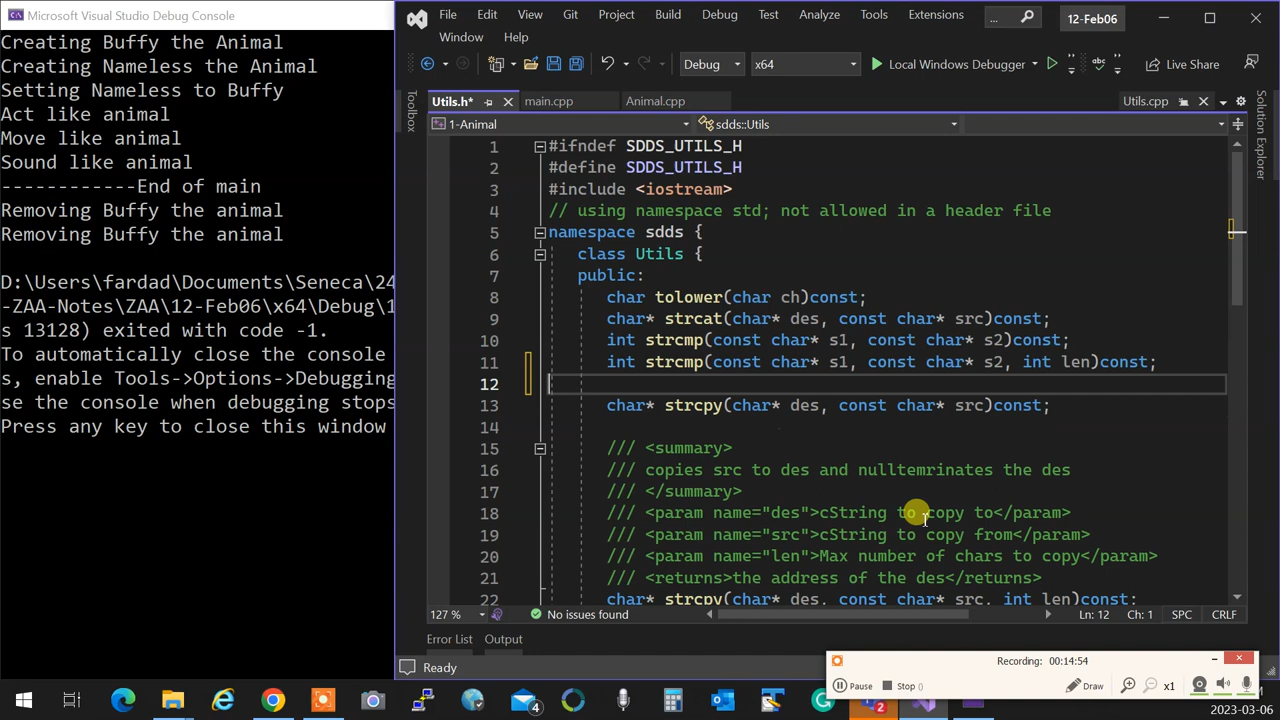 Microsoft Visual Studio Debug Console
Creating Buffy the Animal
Creating Nameless the Animal
Setting Nameless to Buffy
Act like animal
Move like animal
Sound like animal
------------End of main
Removing Buffy the animal
Removing Buffy the animal
D:\Users\fardad\Documents\Seneca\24
-ZAA-Notes\ZAA\12-Feb06\x64\Debug\1
s 13128) exited with code -1.
To automatically close the console
s, enable Tools->Options->Debugging
se the console when debugging stops
Press any key to close this window
File Edit View Git Project Build Debug Test Analyze Tools Extensions ... 12-Feb06
Window Help
Debug x64 Local Windows Debugger Live Share
Toolbox
Utils.h* main.cpp Animal.cpp Utils.cpp
Solution Explorer
1-Animal sdds::Utils
1 #ifndef SDDS_UTILS_H
2 #define SDDS_UTILS_H
3 #include <iostream>
4 // using namespace std; not allowed in a header file
5 namespace sdds {
6 class Utils {
7 public:
8 char tolower(char ch)const;
9 char* strcat(char* des, const char* src)const;
10 int strcmp(const char* s1, const char* s2)const;
11 int strcmp(const char* s1, const char* s2, int len)const;
12
13 char* strcpy(char* des, const char* src)const;
14
15 /// <summary>
16 /// copies src to des and nulltemrinates the des
17 /// </summary>
18 /// <param name="des">cString to copy to</param>
19 /// <param name="src">cString to copy from</param>
20 /// <param name="len">Max number of chars to copy</param>
21 /// <returns>the address of the des</returns>
22 char* strcpy(char* des, const char* src, int len)const;
127 % No issues found Ln: 12 Ch: 1 SPC CRLF
Error List Output
Ready
Recording: 00:14:54
Pause Stop () Draw x1
4
2
2023-03-06